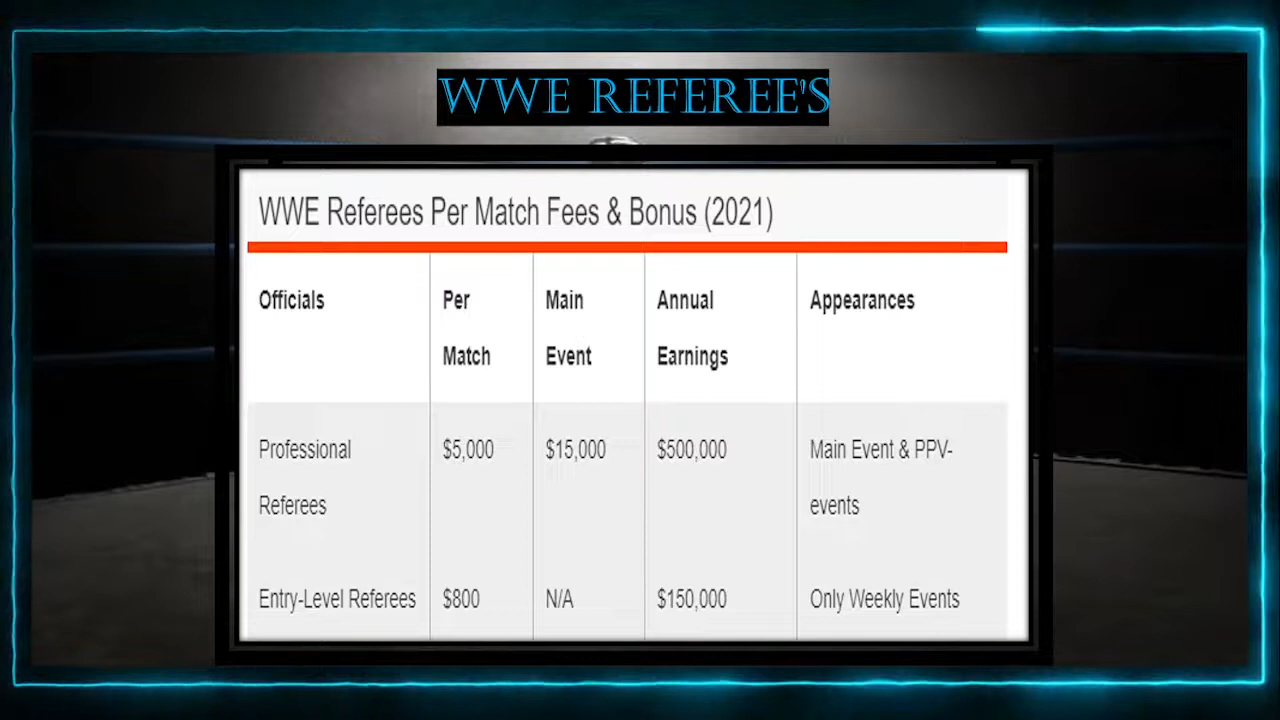 WWE REFEREE'S
WWE Referees Per Match Fees & Bonus (2021)
Officials Per Match Main Event Annual Earnings Appearances
Professional Referees $5,000 $15,000 $500,000 Main Event & PPV-events
Entry-Level Referees $800 N/A $150,000 Only Weekly Events